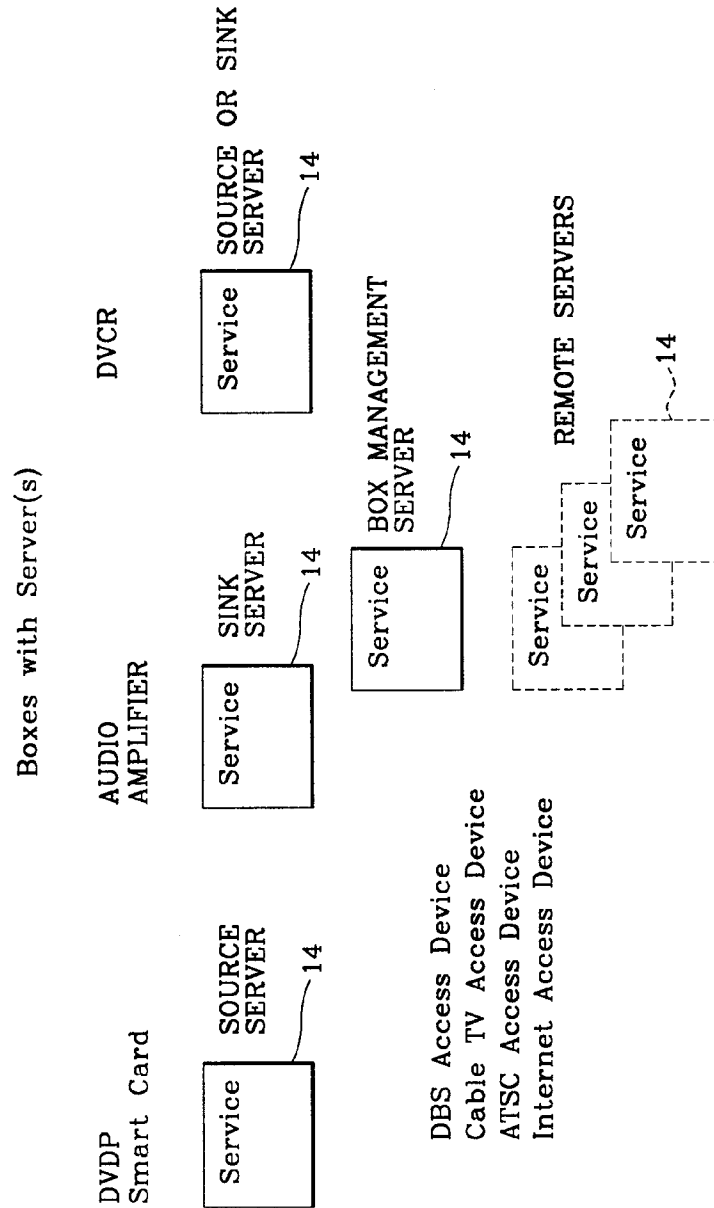 Boxes with Server(s)
DVDP
Smart Card
Service
SOURCE
SERVER
14
AUDIO
AMPLIFIER
Service
SINK
SERVER
14
DVCR
Service
SOURCE OR SINK
SERVER
14
DBS Access Device
Cable TV Access Device
ATSC Access Device
Internet Access Device
Service
BOX MANAGEMENT
SERVER
14
Service
Service
Service
REMOTE SERVERS
14